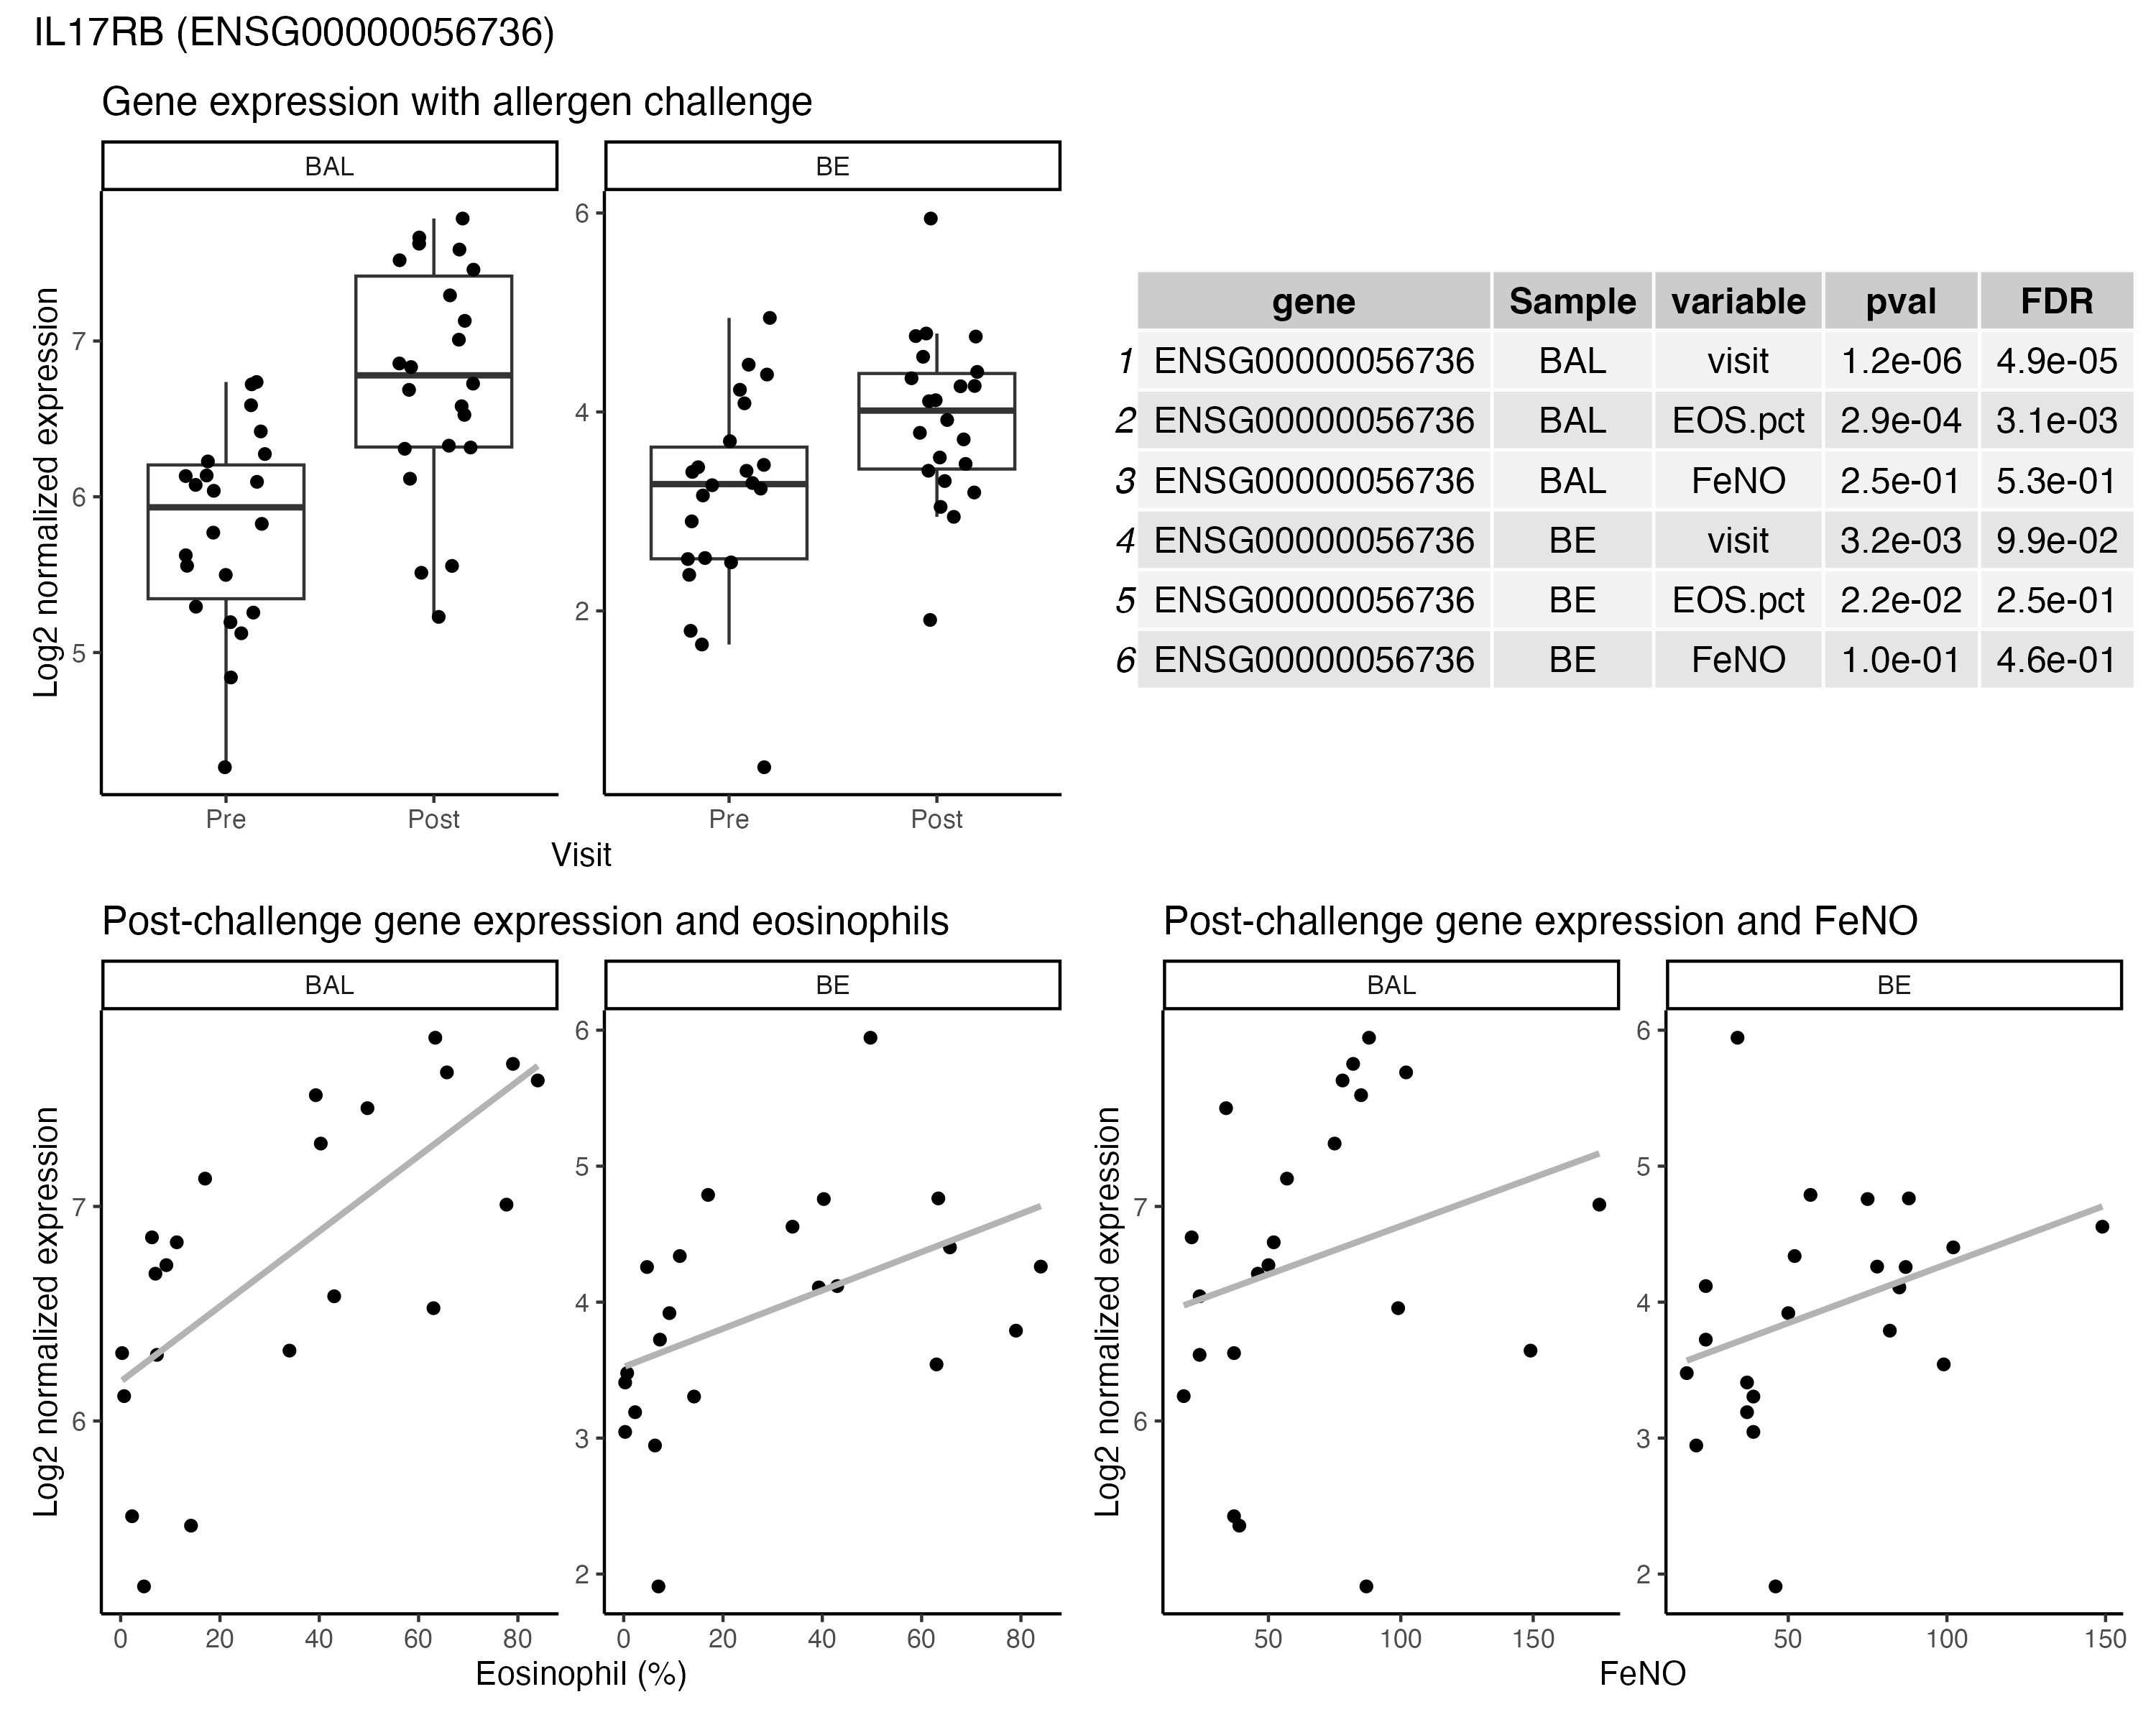 IL17RB (ENSG00000056736)
Gene expression with allergen challenge
BAL
BE
Log2 normalized expression
7
6
5
6
4
2
Pre
Post
Pre
Post
Visit
gene Sample variable pval FDR
1 ENSG00000056736 BAL visit 1.2e-06 4.9e-05
2 ENSG00000056736 BAL EOS.pct 2.9e-04 3.1e-03
3 ENSG00000056736 BAL FeNO 2.5e-01 5.3e-01
4 ENSG00000056736 BE visit 3.2e-03 9.9e-02
5 ENSG00000056736 BE EOS.pct 2.2e-02 2.5e-01
6 ENSG00000056736 BE FeNO 1.0e-01 4.6e-01
Post-challenge gene expression and eosinophils
BAL
BE
Log2 normalized expression
7
6
6
5
4
3
2
0 20 40 60 80
0 20 40 60 80
Eosinophil (%)
Post-challenge gene expression and FeNO
BAL
BE
Log2 normalized expression
7
6
6
5
4
3
2
50 100 150
50 100 150
FeNO